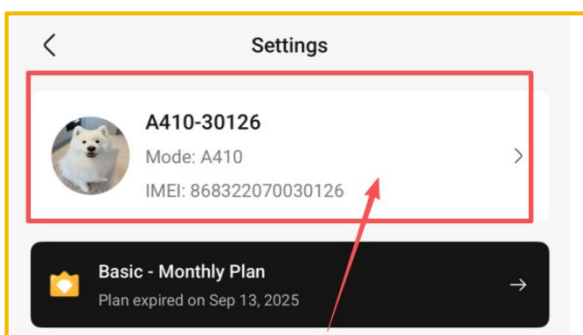 Settings
A410-30126
Mode: A410
IMEI: 868322070030126
Basic - Monthly Plan
Plan expired on Sep 13, 2025